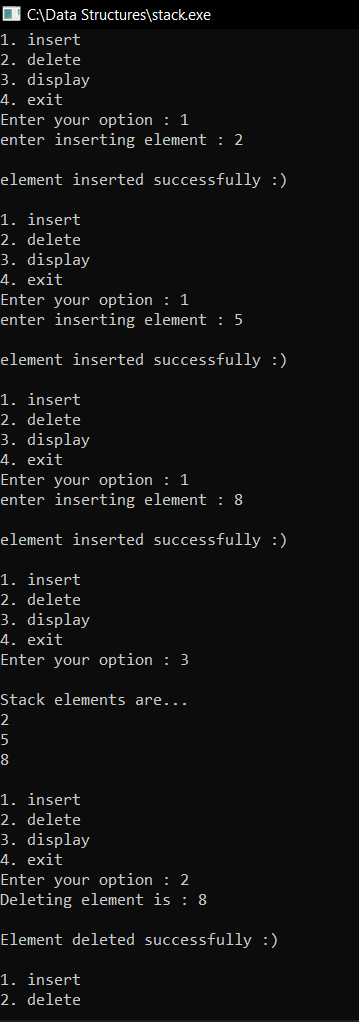 C:\Data Structures\stack.exe
1. insert
2. delete
3. display
4. exit
Enter your option : 1
enter inserting element : 2
element inserted successfully :)
1. insert
2. delete
3. display
4. exit
Enter your option : 1
enter inserting element : 5
element inserted successfully :)
1. insert
2. delete
3. display
4. exit
Enter your option : 1
enter inserting element : 8
element inserted successfully :)
1. insert
2. delete
3. display
4. exit
Enter your option : 3
Stack elements are...
2
5
8
1. insert
2. delete
3. display
4. exit
Enter your option : 2
Deleting element is : 8
Element deleted successfully :)
1. insert
2. delete